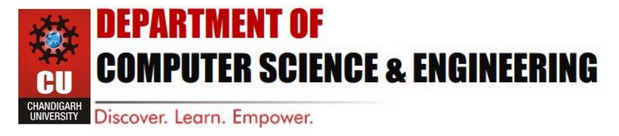 CU
CHANDIGARH
UNIVERSITY
DEPARTMENT OF
COMPUTER SCIENCE & ENGINEERING
Discover. Learn. Empower.